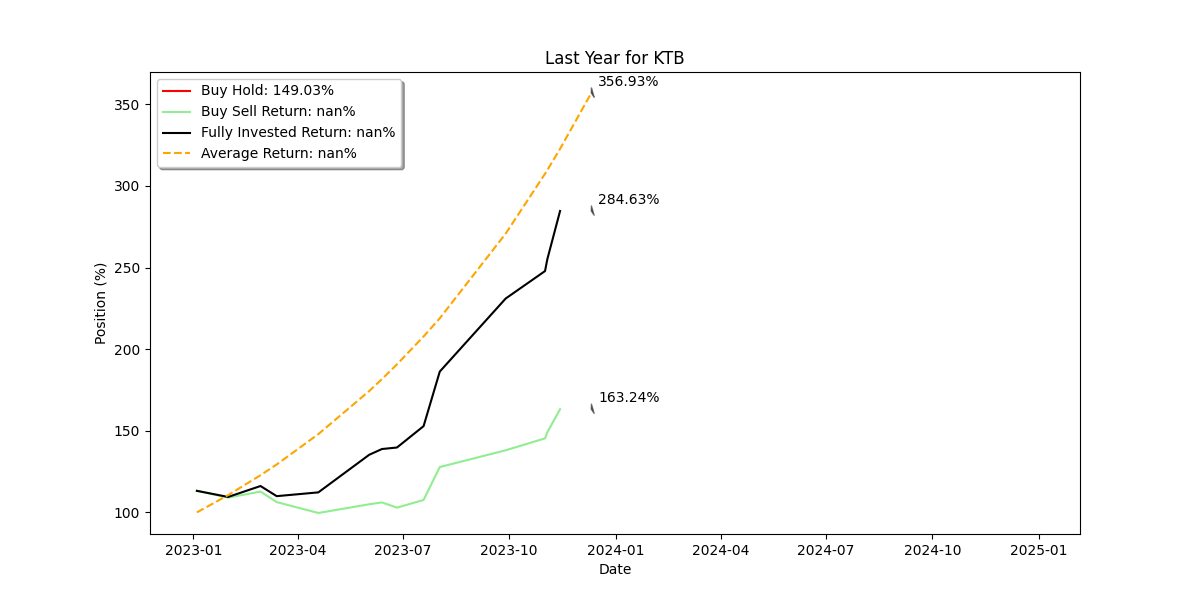 Last Year for KTB
356.93%
Buy Hold: 149.03%
Buy Sell Return: nan%
Fully Invested Return: nan%
Average Return: nan%
350
300
284.63%
250
200
163.24%
150
100
Position (%)
2023-01 2023-04 2023-07 2023-10 2024-01 2024-04 2024-07 2024-10 2025-01
Date